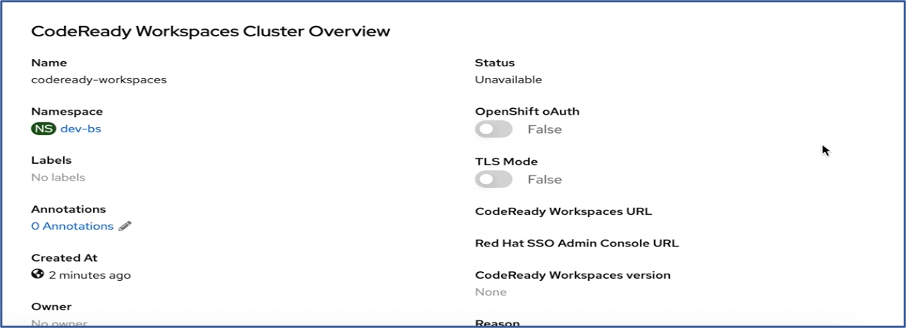 CodeReady Workspaces Cluster Overview
Name
codeready-workspaces
Namespace
NS dev-bs
Labels
No labels
Annotations
0 Annotations
Created At
2 minutes ago
Owner
No owner
Status
Unavailable
OpenShift oAuth
False
TLS Mode
False
CodeReady Workspaces URL
Red Hat SSO Admin Console URL
CodeReady Workspaces version
None
Reason